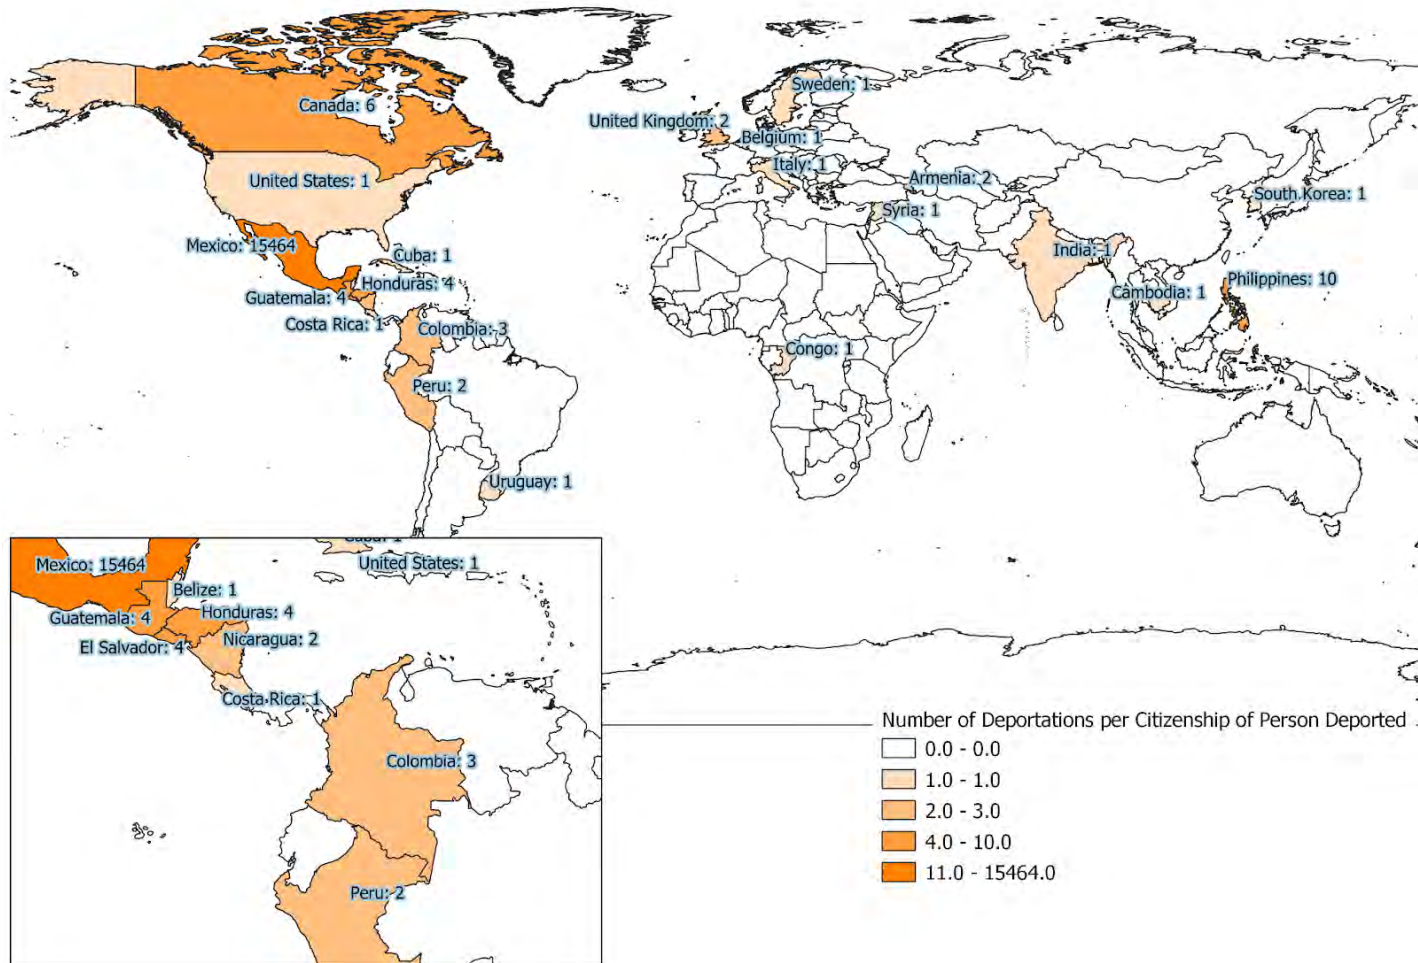 Sweden: 1
Canada: 6
United Kingdom: 2
Belgium: 1
Italy: 1
United States: 1
Armenia: 2
South Korea: 1
Syria: 1
Mexico: 15464
Cuba: 1
India: 1
Honduras: 4
Philippines: 10
Guatemala: 4
Cambodia: 1
Costa Rica: 1
Colombia: 3
Congo: 1
Peru: 2
Uruguay: 1
Cuba: 1
Mexico: 15464
United States: 1
Belize: 1
Guatemala: 4
Honduras: 4
El Salvador: 4
Nicaragua: 2
Costa Rica: 1
Colombia: 3
Peru: 2
Number of Deportations per Citizenship of Person Deported
0.0 - 0.0
1.0 - 1.0
2.0 - 3.0
4.0 - 10.0
11.0 - 15464.0